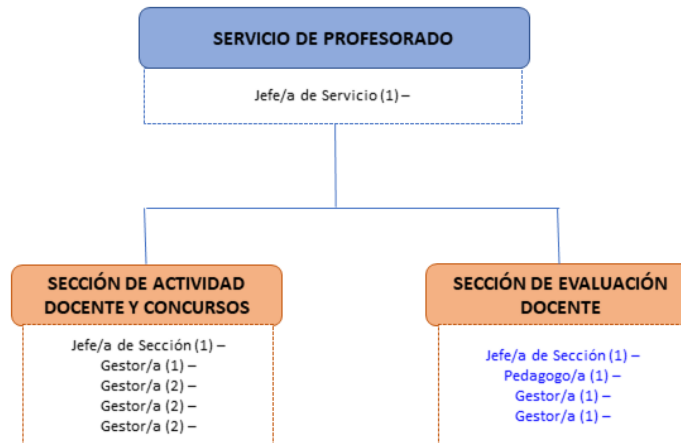 SERVICIO DE PROFESORADO
Jefe/a de Servicio (1) –
SECCIÓN DE ACTIVIDAD
DOCENTE Y CONCURSOS
Jefe/a de Sección (1) –
Gestor/a (1) –
Gestor/a (2) –
Gestor/a (2) –
Gestor/a (2) –
SECCIÓN DE EVALUACIÓN
DOCENTE
Jefe/a de Sección (1) –
Pedagogo/a (1) –
Gestor/a (1) –
Gestor/a (1) –